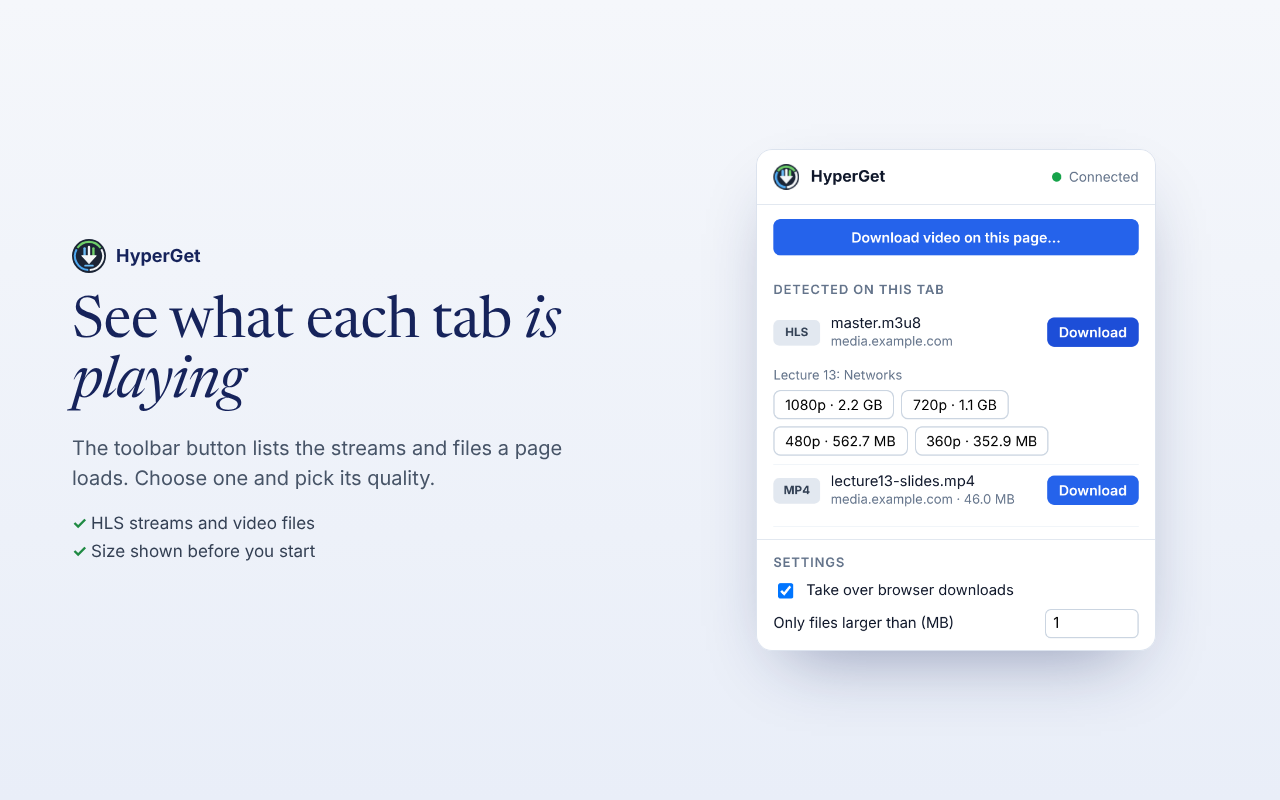 HyperGet
See what each tab is
playing
The toolbar button lists the streams and files a page
loads. Choose one and pick its quality.
✓ HLS streams and video files
✓ Size shown before you start
HyperGet
Connected
Download video on this page...
DETECTED ON THIS TAB
HLS
master.m3u8
media.example.com
Download
Lecture 13: Networks
1080p · 2.2 GB
720p · 1.1 GB
480p · 562.7 MB
360p · 352.9 MB
MP4
lecture13-slides.mp4
media.example.com · 46.0 MB
Download
SETTINGS
Take over browser downloads
Only files larger than (MB)
1